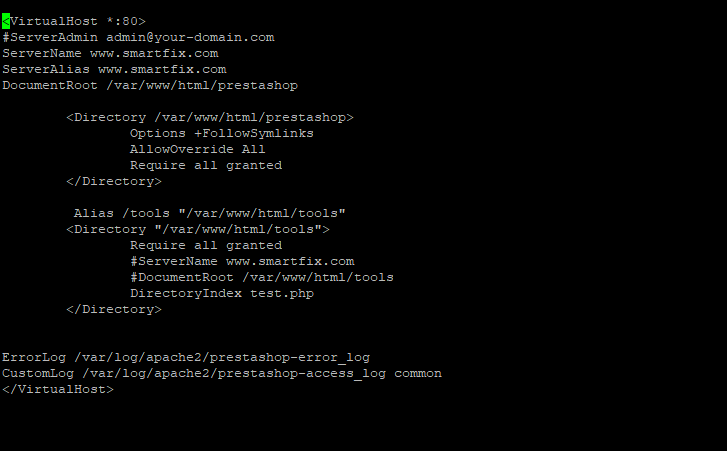 <VirtualHost *:80>
#ServerAdmin admin@your-domain.com
ServerName www.smartfix.com
ServerAlias www.smartfix.com
DocumentRoot /var/www/html/prestashop
<Directory /var/www/html/prestashop>
Options +FollowSymlinks
AllowOverride All
Require all granted
</Directory>
Alias /tools "/var/www/html/tools"
<Directory "/var/www/html/tools">
Require all granted
#ServerName www.smartfix.com
#DocumentRoot /var/www/html/tools
DirectoryIndex test.php
</Directory>
ErrorLog /var/log/apache2/prestashop-error_log
CustomLog /var/log/apache2/prestashop-access_log common
</VirtualHost>